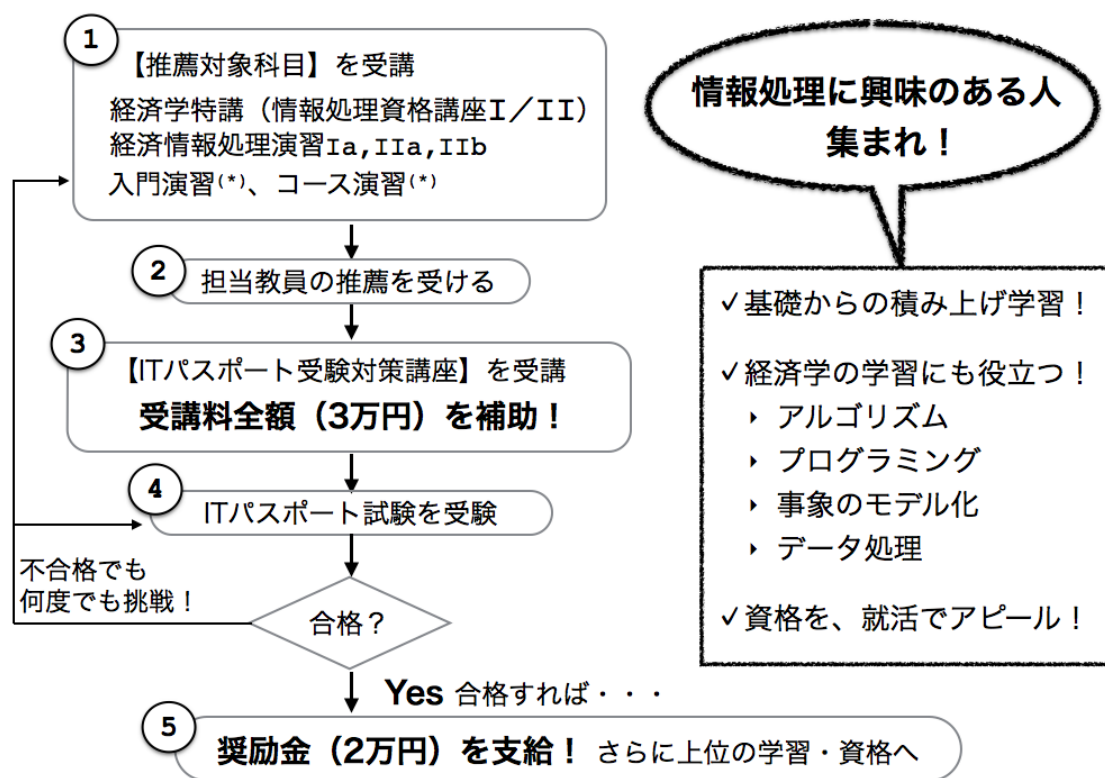 1
【推薦対象科目】を受講
経済学特講（情報処理資格講座I／II）
経済情報処理演習Ia,IIa,IIb
入門演習(*)、コース演習(*)
2
担当教員の推薦を受ける
3
【ITパスポート受験対策講座】を受講
受講料全額（3万円）を補助！
4
ITパスポート試験を受験
不合格でも
何度でも挑戦！
合格？
Yes 合格すれば・・・
5
奨励金（2万円）を支給！ さらに上位の学習・資格へ
情報処理に興味のある人
集まれ！
✓基礎からの積み上げ学習！
✓経済学の学習にも役立つ！
‣ アルゴリズム
‣ プログラミング
‣ 事象のモデル化
‣ データ処理
✓資格を、就活でアピール！